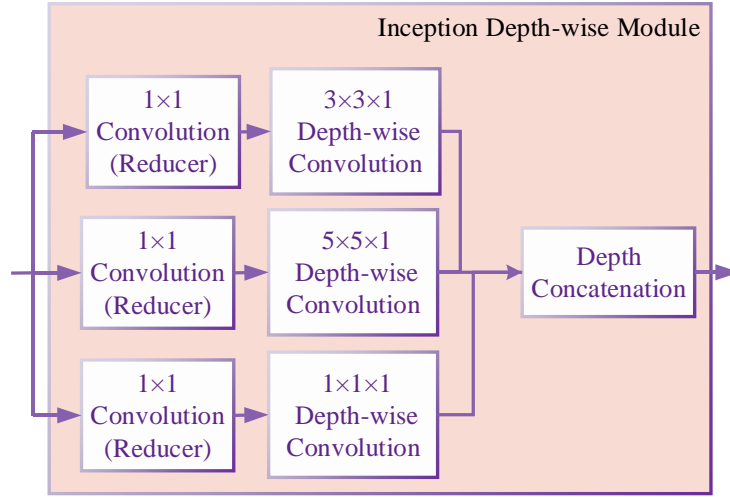 Inception Depth-wise Module
1×1
Convolution
(Reducer)
3×3×1
Depth-wise
Convolution
1×1
Convolution
(Reducer)
5×5×1
Depth-wise
Convolution
Depth
Concatenation
1×1
Convolution
(Reducer)
1×1×1
Depth-wise
Convolution